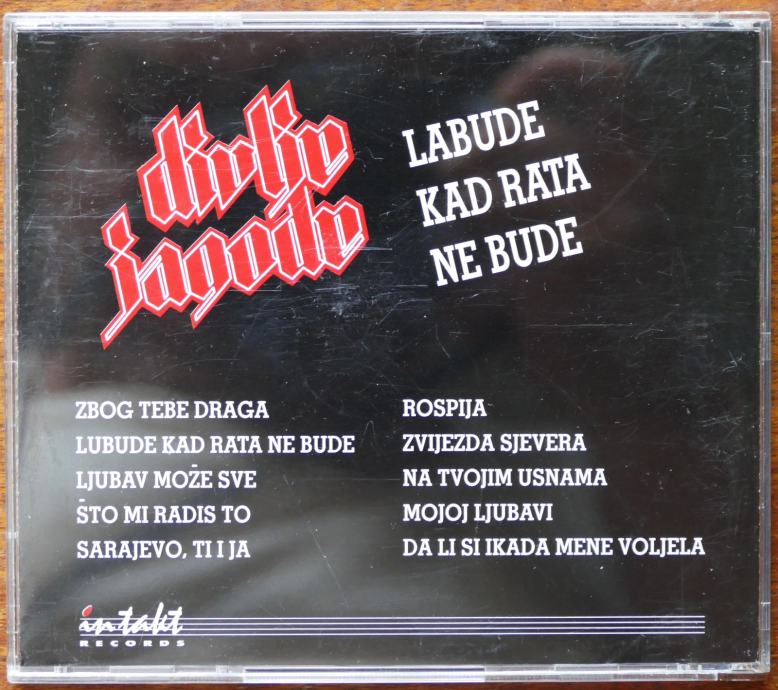 divlje
jagode
LABUDE
KAD RATA
NE BUDE
ZBOG TEBE DRAGA
LUBUDE KAD RATA NE BUDE
LJUBAV MOŽE SVE
ŠTO MI RADIS TO
SARAJEVO, TI I JA
ROSPIJA
ZVIJEZDA SJEVERA
NA TVOJIM USNAMA
MOJOJ LJUBAVI
DA LI SI IKADA MENE VOLJELA
in takt
RECORDS